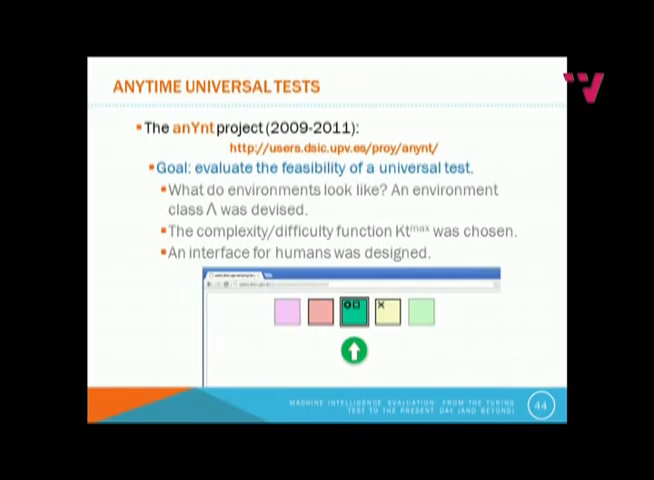 ANYTIME UNIVERSAL TESTS
▪The anYnt project (2009-2011):
http://users.dsic.upv.es/proy/anynt/
▪Goal: evaluate the feasibility of a universal test.
▪What do environments look like? An environment
class Λ was devised.
▪The complexity/difficulty function Ktmax was chosen.
▪An interface for humans was designed.
MACHINE INTELLIGENCE EVALUATION: FROM THE TURING
TEST TO THE PRESENT DAY (AND BEYOND)
44